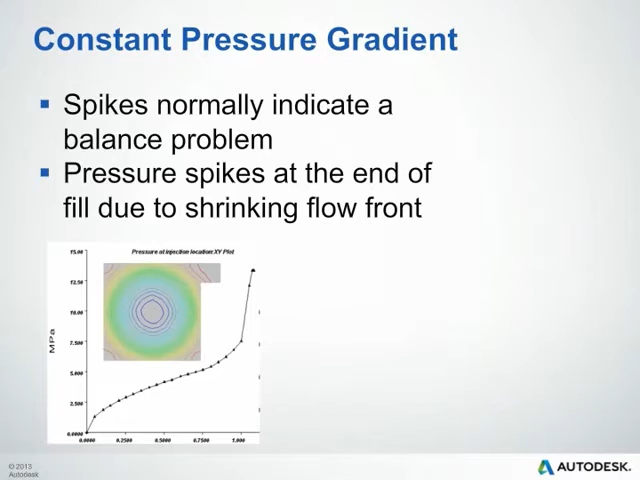 Constant Pressure Gradient
Spikes normally indicate a
balance problem
Pressure spikes at the end of
fill due to shrinking flow front
Pressure at injection location:XY Plot
15.00
12.50
10.00
7.500
5.000
2.500
0.0000
MPa
0.0000 0.2500 0.5000 0.7500 1.000
© 2013
Autodesk
AUTODESK.